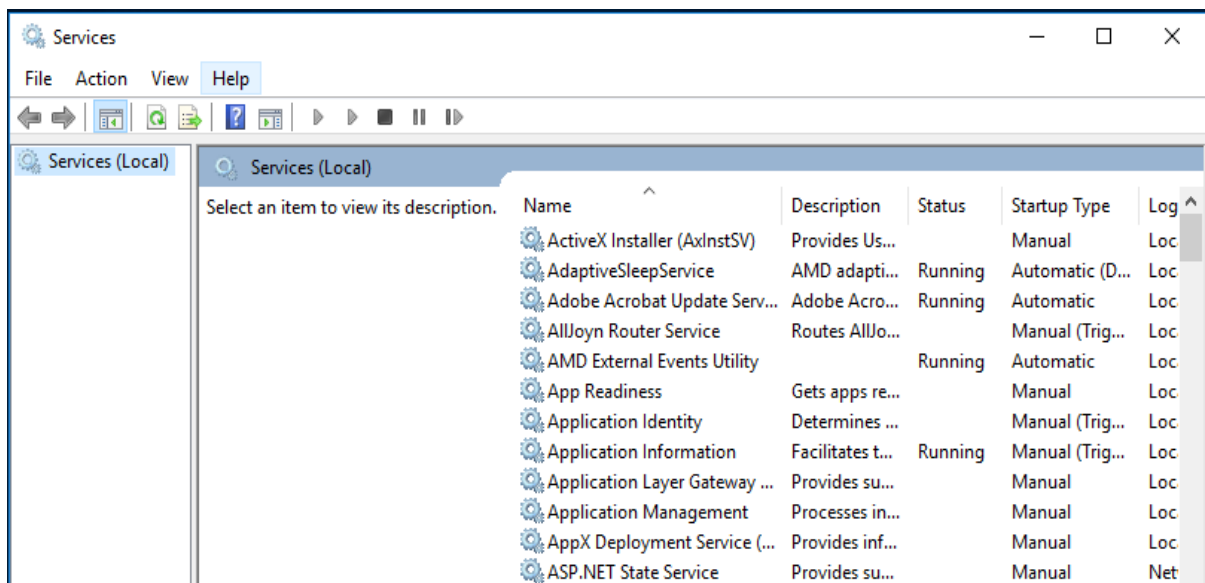 Services
File Action View Help
Services (Local)
Services (Local)
Select an item to view its description.
Name Description Status Startup Type Log
ActiveX Installer (AxInstSV) Provides Us... Manual Loc
AdaptiveSleepService AMD adapti... Running Automatic (D... Loc
Adobe Acrobat Update Serv... Adobe Acro... Running Automatic Loc
AllJoyn Router Service Routes AllJo... Manual (Trig... Loc
AMD External Events Utility Running Automatic Loc
App Readiness Gets apps re... Manual Loc
Application Identity Determines ... Manual (Trig... Loc
Application Information Facilitates t... Running Manual (Trig... Loc
Application Layer Gateway ... Provides su... Manual Loc
Application Management Processes in... Manual Loc
AppX Deployment Service (... Provides inf... Manual Loc
ASP.NET State Service Provides su... Manual Net